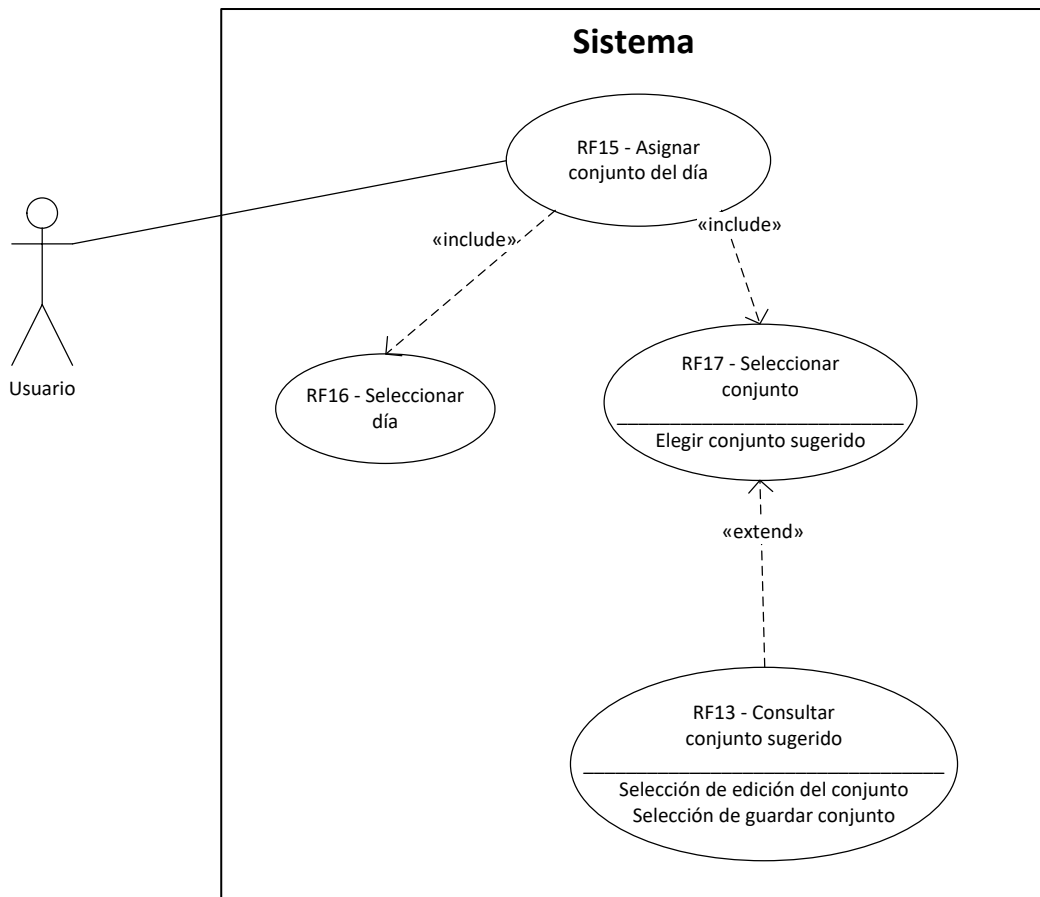 Sistema
RF15 - Asignar
conjunto del día
«include»
«include»
Usuario
RF16 - Seleccionar
día
RF17 - Seleccionar
conjunto
Elegir conjunto sugerido
«extend»
RF13 - Consultar
conjunto sugerido
Selección de edición del conjunto
Selección de guardar conjunto